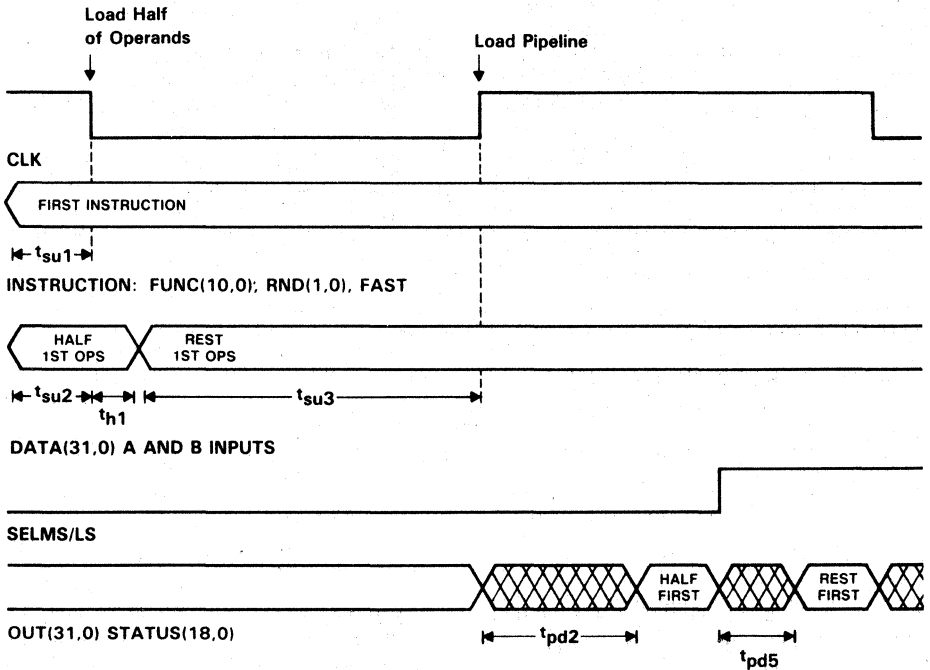 Load Half
of Operands
Load Pipeline
CLK
FIRST INSTRUCTION
tsu1
INSTRUCTION: FUNC(10,0), RND(1,0), FAST
HALF
1ST OPS
REST
1ST OPS
tsu2
th1
tsu3
DATA(31,0) A AND B INPUTS
SELMS/LS
HALF
FIRST
REST
FIRST
OUT(31,0) STATUS(18,0)
tpd2
tpd5